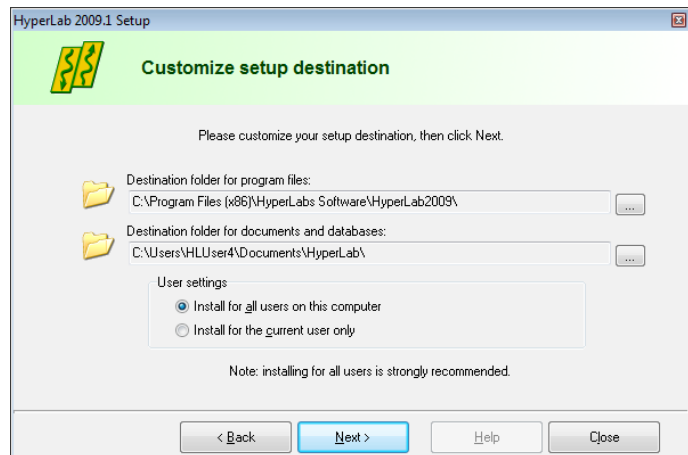 HyperLab 2009.1 Setup
Customize setup destination
Please customize your setup destination, then click Next.
Destination folder for program files:
C:\Program Files (x86)\HyperLabs Software\HyperLab2009\
...
Destination folder for documents and databases:
C:\Users\HLUser4\Documents\HyperLab\
...
User settings
Install for all users on this computer
Install for the current user only
Note: installing for all users is strongly recommended.
< Back Next > Help Close